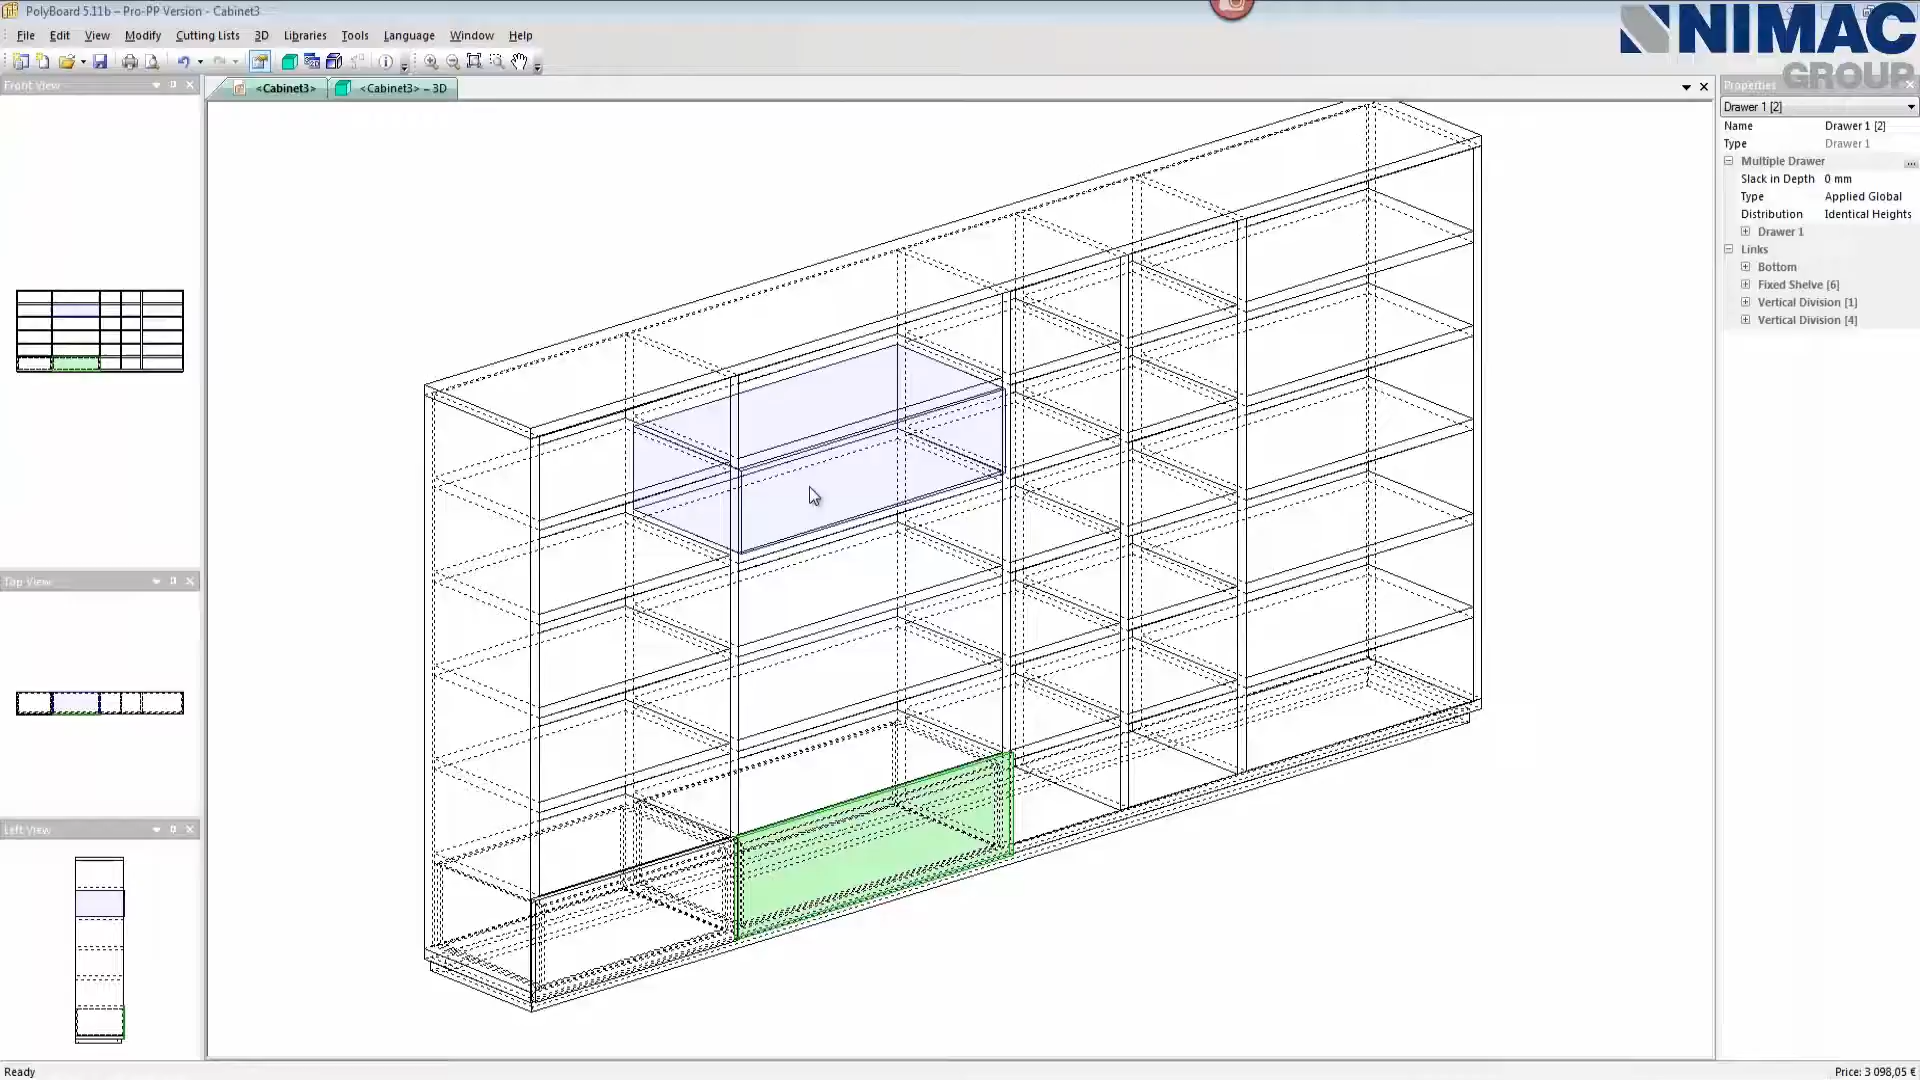 PolyBoard 5.11b – Pro-PP Version - Cabinet3
NIMAC
GROUP
File Edit View Modify Cutting Lists 3D Libraries Tools Language Window Help
Front View
<Cabinet3>
<Cabinet3> – 3D
Properties
Drawer 1 [2]
Name Drawer 1 [2]
Type Drawer 1
Multiple Drawer ...
Slack in Depth 0 mm
Type Applied Global
Distribution Identical Heights
Drawer 1
Links
Bottom
Fixed Shelve [6]
Vertical Division [1]
Vertical Division [4]
Top View
Left View
Ready
Price: 3 098,05 €